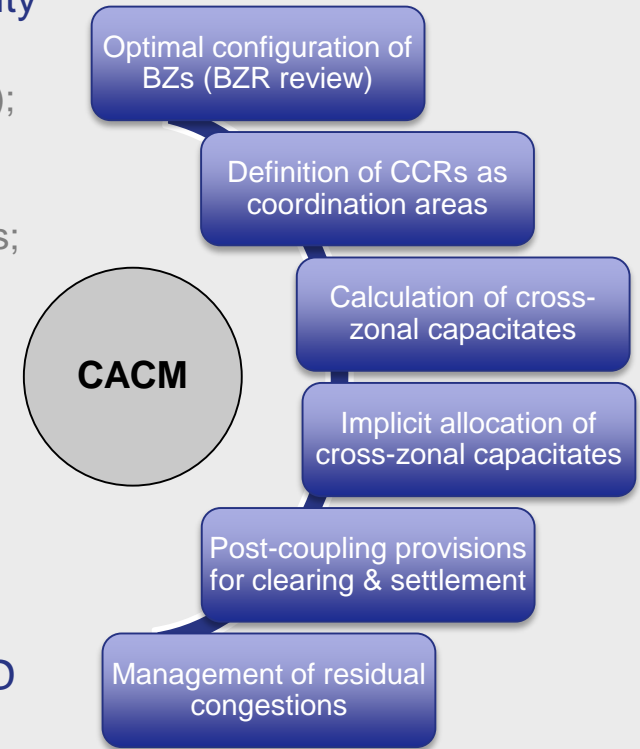 ity
Optimal configuration of
BZs (BZR review)
);
Definition of CCRs as
coordination areas
s;
Calculation of cross-
zonal capacitates
CACM
Implicit allocation of
cross-zonal capacitates
Post-coupling provisions
for clearing & settlement
D
Management of residual
congestions